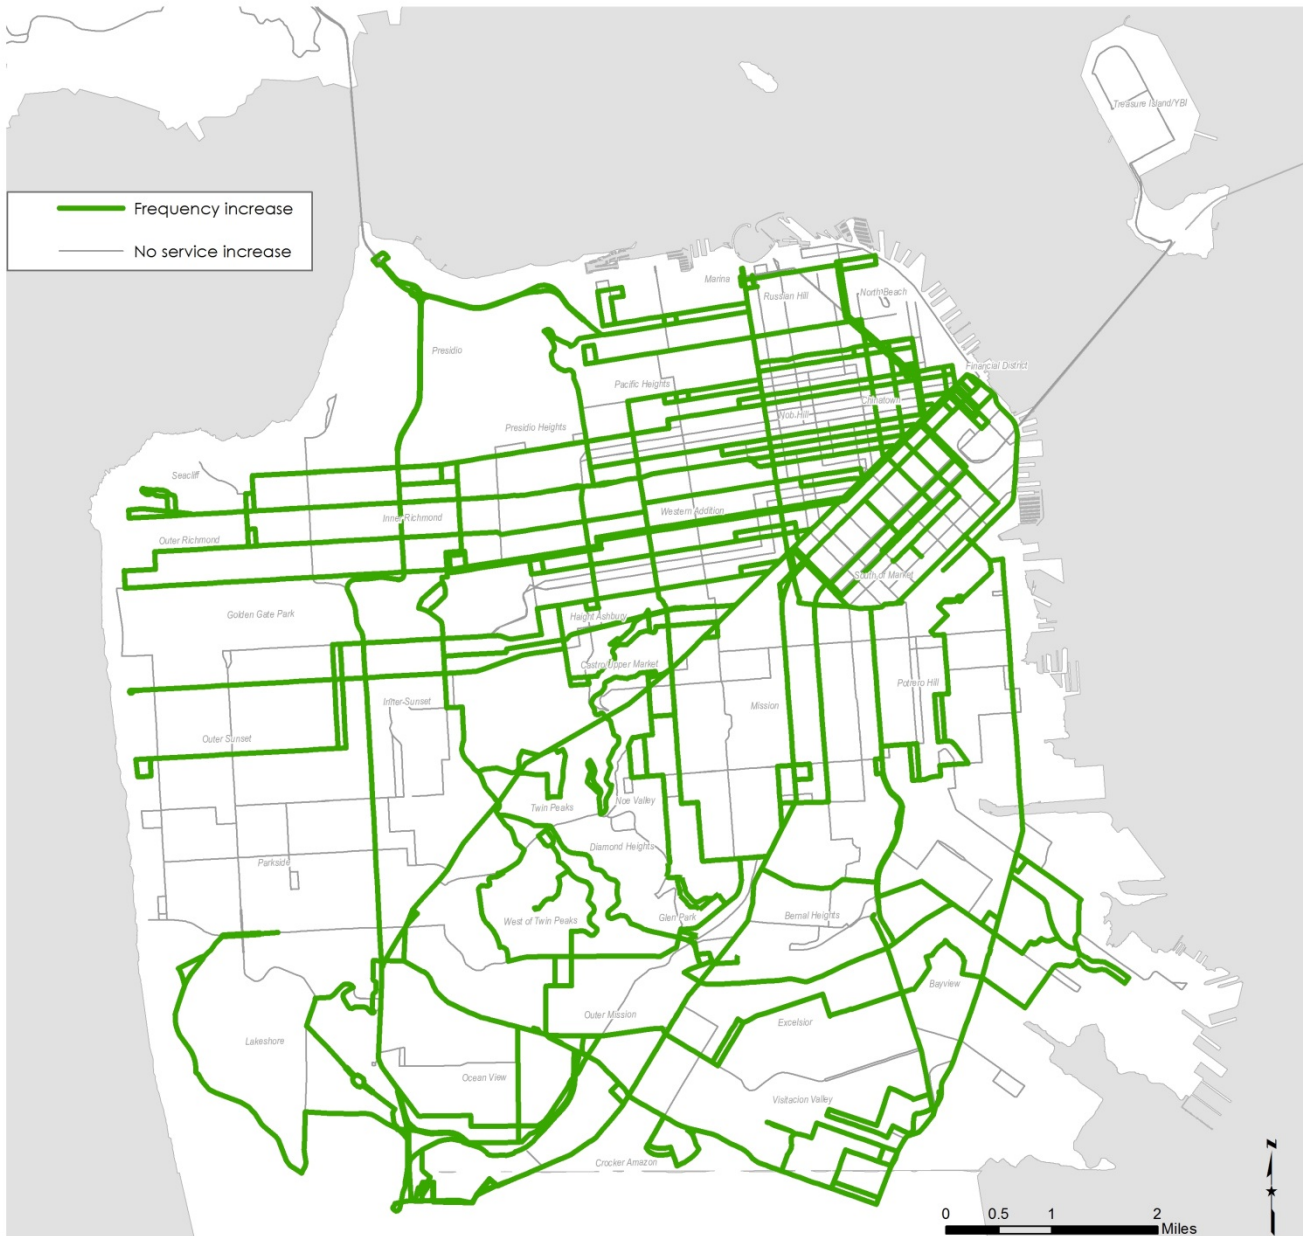 Treasure Island/YBI
Frequency increase
No service increase
Marina
Russian Hill
North Beach
Presidio
Financial District
Pacific Heights
Chinatown
Nob Hill
Presidio Heights
Seacliff
Western Addition
Inner Richmond
Outer Richmond
South of Market
Golden Gate Park
Haight Ashbury
Castro/Upper Market
Potrero Hill
Inner Sunset
Mission
Outer Sunset
Twin Peaks
Noe Valley
Diamond Heights
Parkside
West of Twin Peaks
Glen Park
Bernal Heights
Bayview
Outer Mission
Excelsior
Lakeshore
Ocean View
Visitacion Valley
Crocker Amazon
N
0 0.5 1 2
Miles